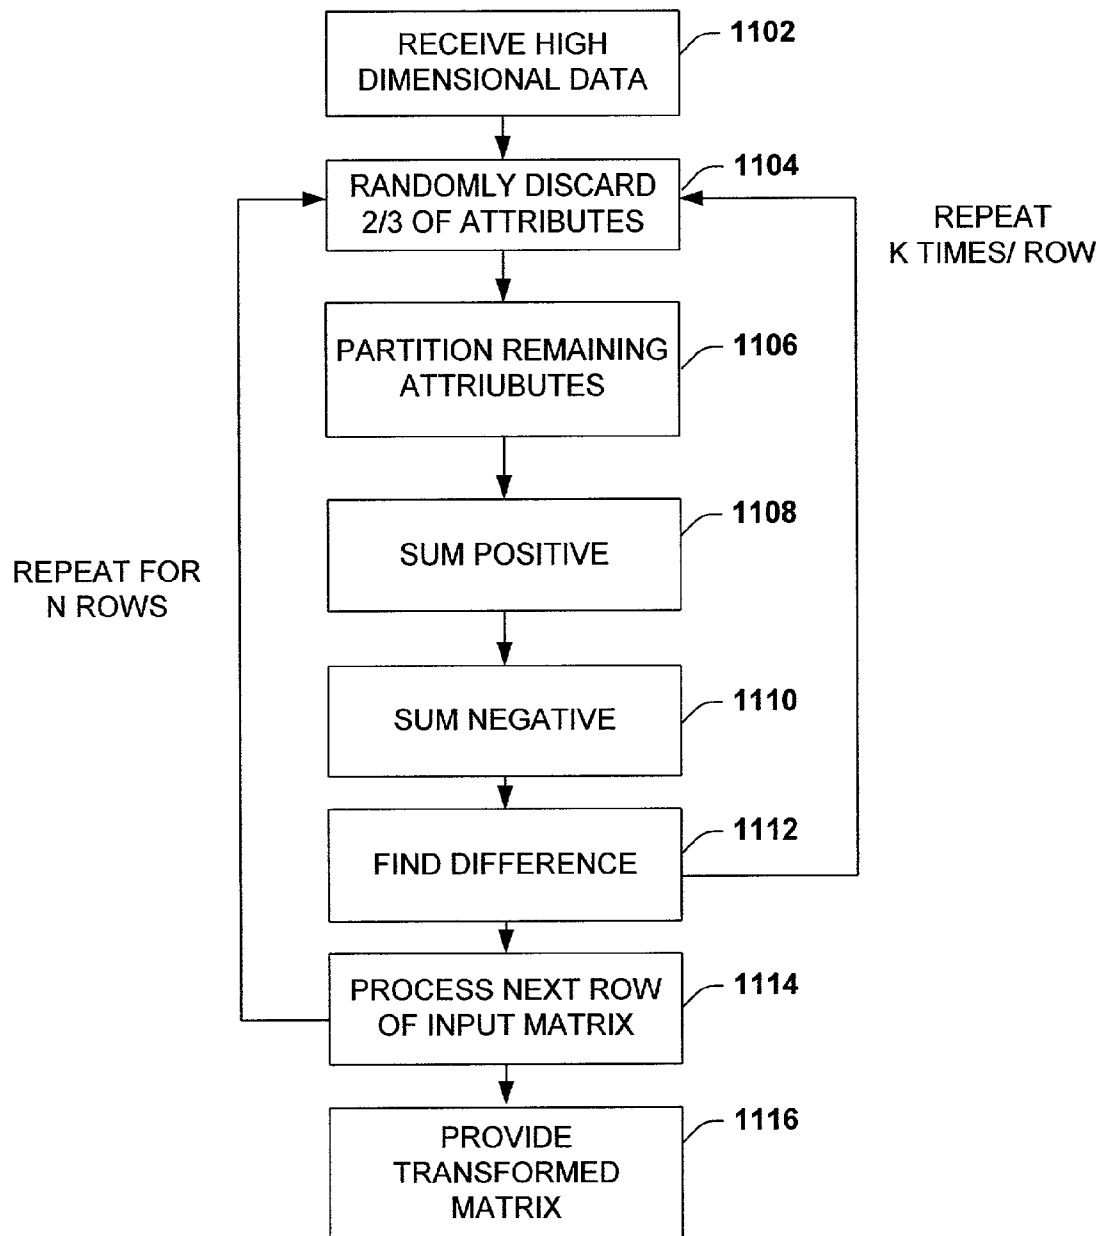 RECEIVE HIGH
DIMENSIONAL DATA
1102
RANDOMLY DISCARD
2/3 OF ATTRIBUTES
1104
REPEAT
K TIMES/ ROW
PARTITION REMAINING
ATTRIUBUTES
1106
SUM POSITIVE
1108
REPEAT FOR
N ROWS
SUM NEGATIVE
1110
FIND DIFFERENCE
1112
PROCESS NEXT ROW
OF INPUT MATRIX
1114
PROVIDE
TRANSFORMED
MATRIX
1116